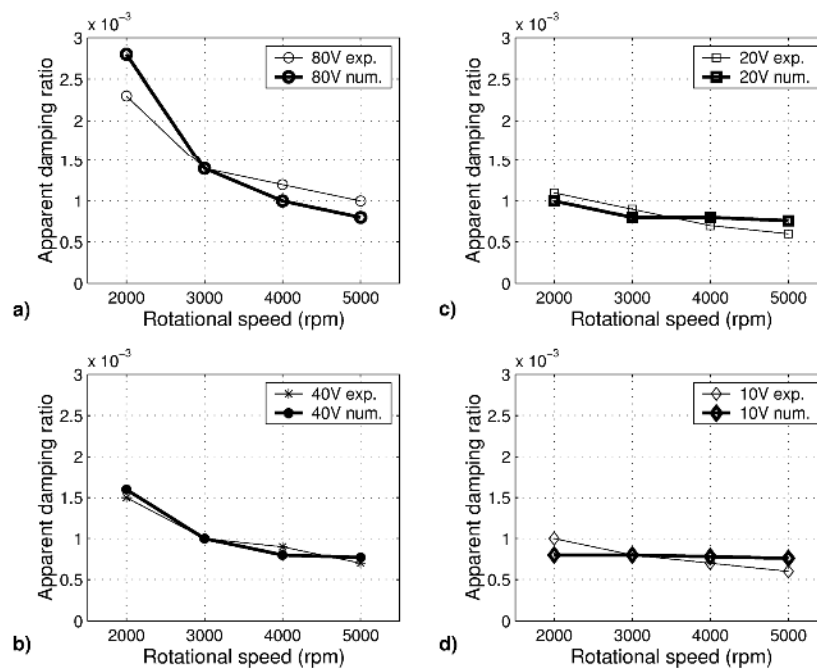 x 10⁻³
3
2.5
2
1.5
1
0.5
0
Apparent damping ratio
80V exp.
80V num.
2000 3000 4000 5000
Rotational speed (rpm)
a)
x 10⁻³
3
2.5
2
1.5
1
0.5
0
Apparent damping ratio
20V exp.
20V num.
2000 3000 4000 5000
Rotational speed (rpm)
c)
x 10⁻³
3
2.5
2
1.5
1
0.5
0
Apparent damping ratio
40V exp.
40V num.
2000 3000 4000 5000
Rotational speed (rpm)
b)
x 10⁻³
3
2.5
2
1.5
1
0.5
0
Apparent damping ratio
10V exp.
10V num.
2000 3000 4000 5000
Rotational speed (rpm)
d)